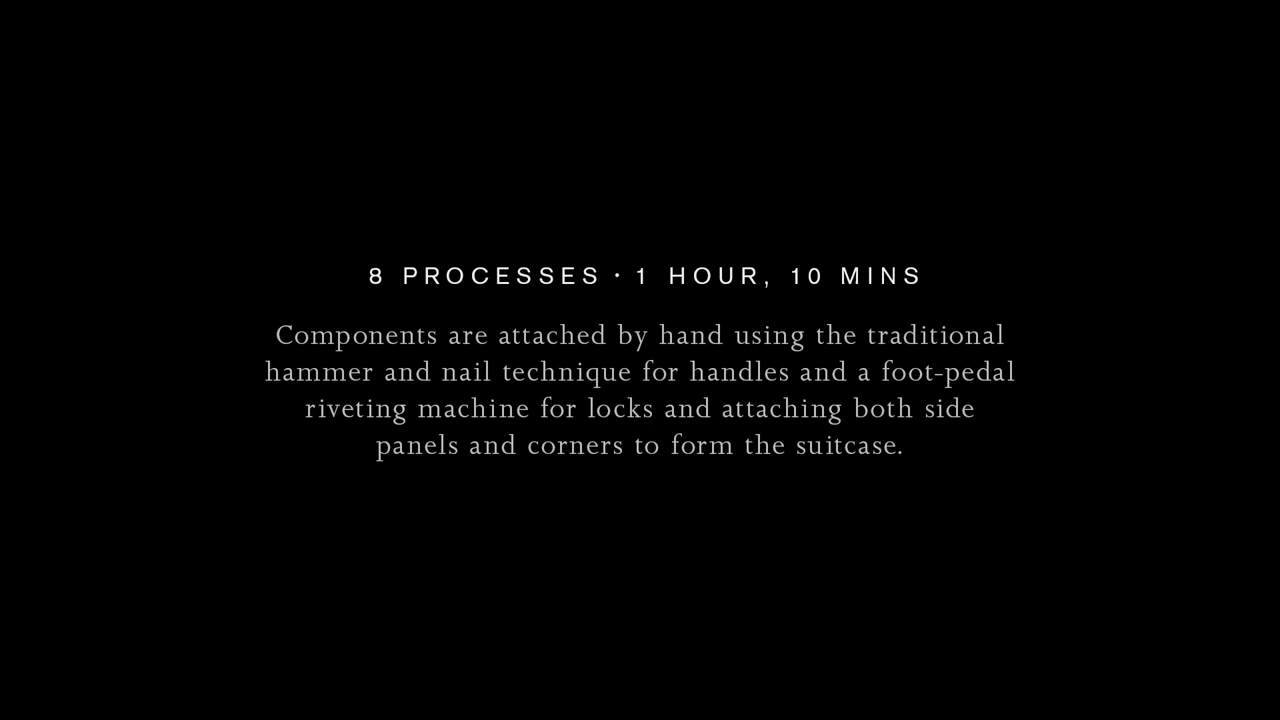 8 PROCESSES · 1 HOUR, 10 MINS
Components are attached by hand using the traditional
hammer and nail technique for handles and a foot-pedal
riveting machine for locks and attaching both side
panels and corners to form the suitcase.